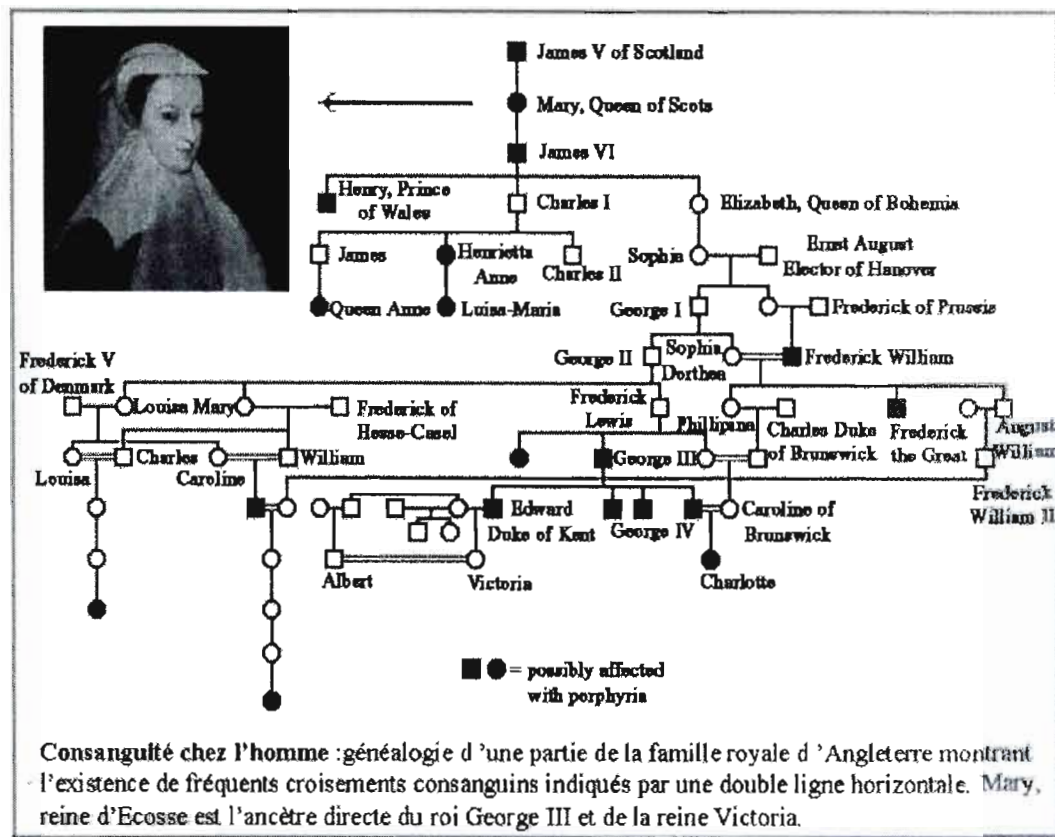 James V of Scotland
Mary, Queen of Scots
James VI
Henry, Prince
of Wales
Charles I
Elizabeth, Queen of Bohemia
James
Henrietta
Anne
Charles II
Sophia
Ernst August
Elector of Hanover
Queen Anne
Luisa-Maria
George I
Frederick of Prussia
George II
Sophia
Dorthea
Frederick William
Frederick V
of Denmark
Louisa
Mary
Frederick of
Hesse-Casel
Frederick
Lewis
Phillipina
Charles Duke
of Brunswick
Frederick
the Great
August
William
Louisa
Charles
Caroline
William
George III
Frederick
William II
Edward
Duke of Kent
George IV
Caroline of
Brunswick
Albert
Victoria
Charlotte
= possibly affected
with porphyria
Consanguité chez l'homme :généalogie d 'une partie de la famille royale d 'Angleterre montrant
l'existence de fréquents croisements consanguins indiqués par une double ligne horizontale. Mary,
reine d'Ecosse est l'ancêtre directe du roi George III et de la reine Victoria.